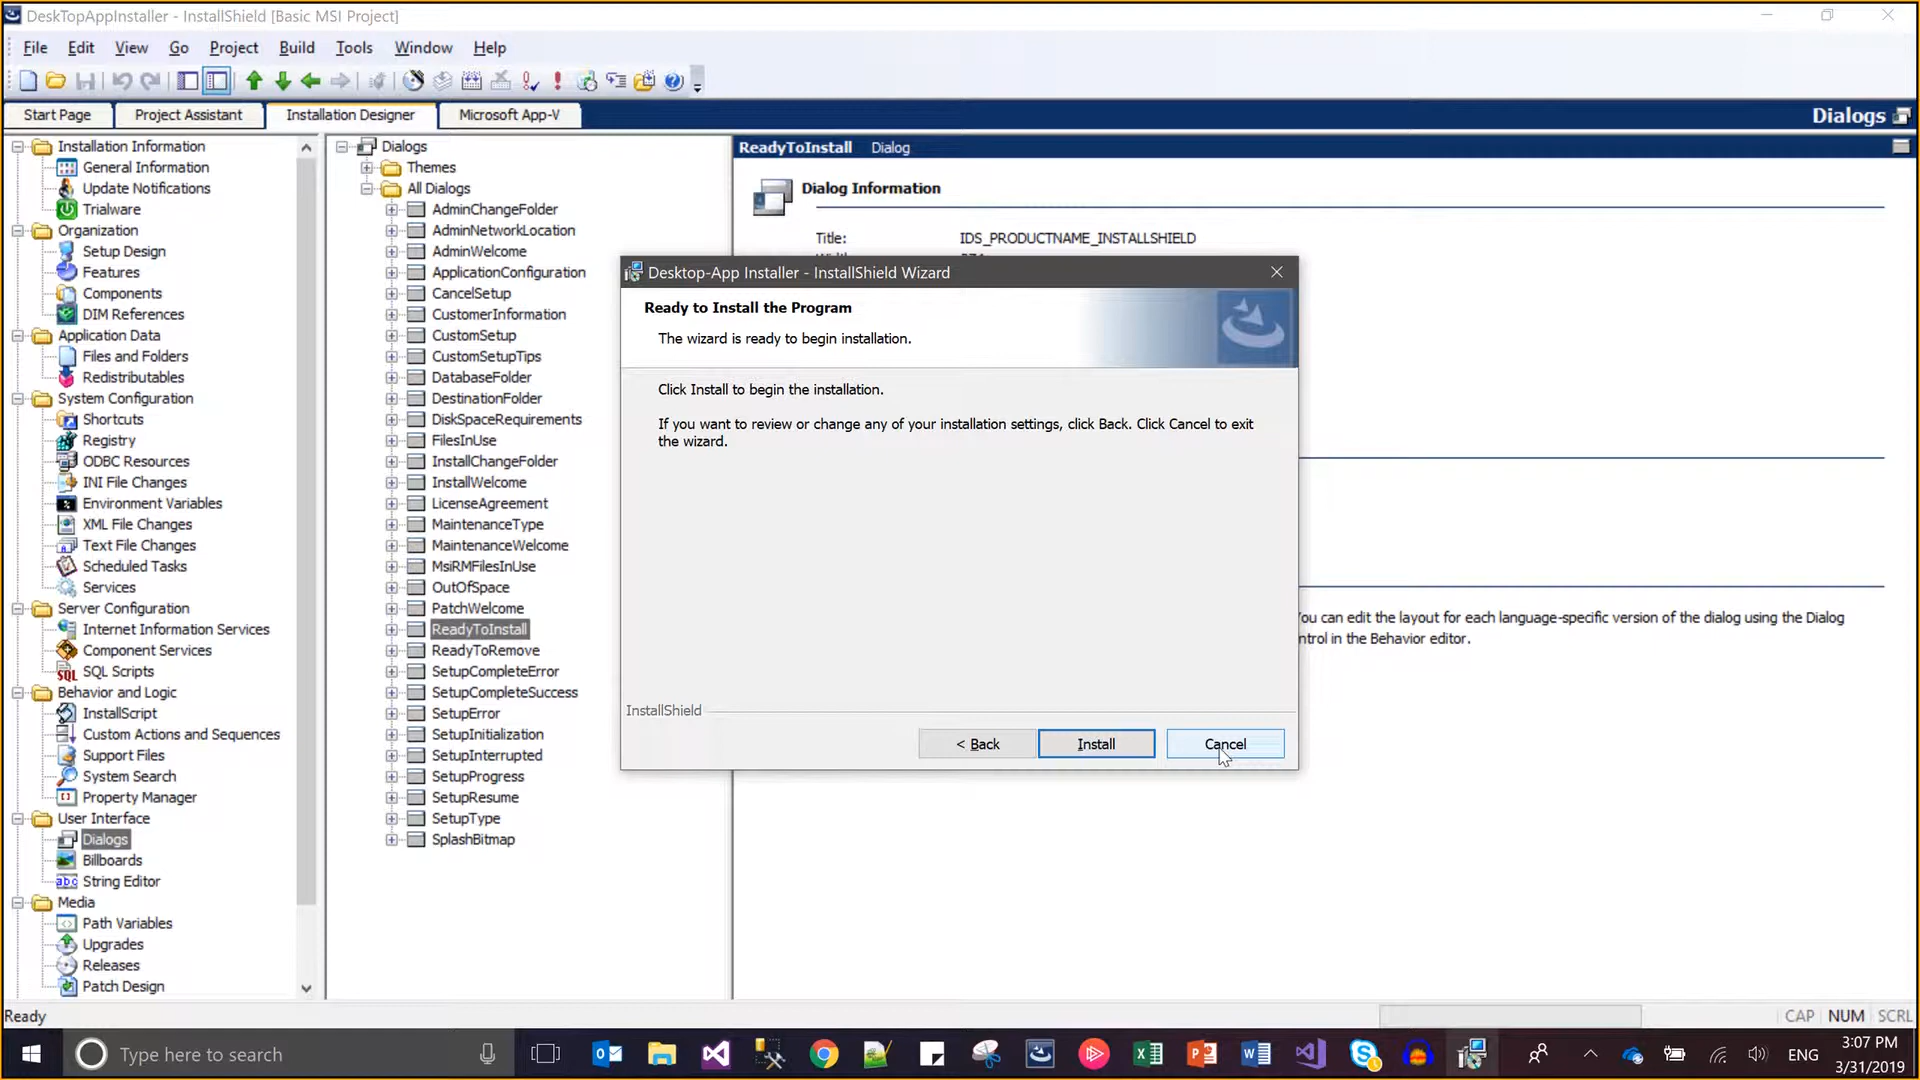 DeskTopAppInstaller - InstallShield [Basic MSI Project]
File Edit View Go Project Build Tools Window Help
Start Page Project Assistant Installation Designer Microsoft App-V Dialogs
Installation Information
General Information
Update Notifications
Trialware
Organization
Setup Design
Features
Components
DIM References
Application Data
Files and Folders
Redistributables
System Configuration
Shortcuts
Registry
ODBC Resources
INI File Changes
Environment Variables
XML File Changes
Text File Changes
Scheduled Tasks
Services
Server Configuration
Internet Information Services
Component Services
SQL Scripts
Behavior and Logic
InstallScript
Custom Actions and Sequences
Support Files
System Search
Property Manager
User Interface
Dialogs
Billboards
String Editor
Media
Path Variables
Upgrades
Releases
Patch Design
Dialogs
Themes
All Dialogs
AdminChangeFolder
AdminNetworkLocation
AdminWelcome
ApplicationConfiguration
CancelSetup
CustomerInformation
CustomSetup
CustomSetupTips
DatabaseFolder
DestinationFolder
DiskSpaceRequirements
FilesInUse
InstallChangeFolder
InstallWelcome
LicenseAgreement
MaintenanceType
MaintenanceWelcome
MsiRMFilesInUse
OutOfSpace
PatchWelcome
ReadyToInstall
ReadyToRemove
SetupCompleteError
SetupCompleteSuccess
SetupError
SetupInitialization
SetupInterrupted
SetupProgress
SetupResume
SetupType
SplashBitmap
ReadyToInstall Dialog
Dialog Information
Title: IDS_PRODUCTNAME_INSTALLSHIELD
Desktop-App Installer - InstallShield Wizard
Ready to Install the Program
The wizard is ready to begin installation.
Click Install to begin the installation.
If you want to review or change any of your installation settings, click Back. Click Cancel to exit
the wizard.
InstallShield
< Back Install Cancel
ou can edit the layout for each language-specific version of the dialog using the Dialog
ntrol in the Behavior editor.
Ready CAP NUM SCRL
Type here to search
ENG
3:07 PM
3/31/2019